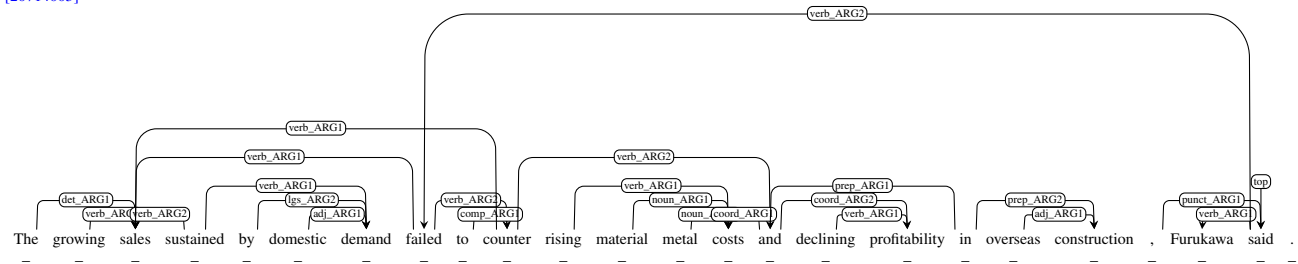 verb_ARG2
verb_ARG1
verb_ARG1 verb_ARG2
top
verb_ARG1 verb_ARG1 prep_ARG1
det_ARG1 lgs_ARG2 verb_ARG2 noun_ARG1 coord_ARG2 prep_ARG2 punct_ARG1
verb_ARG verb_ARG2 adj_ARG1 comp_ARG1 noun_ coord_ARG1 verb_ARG1 adj_ARG1 verb_ARG1
The growing sales sustained by domestic demand failed to counter rising material metal costs and declining profitability in overseas construction , Furukawa said .